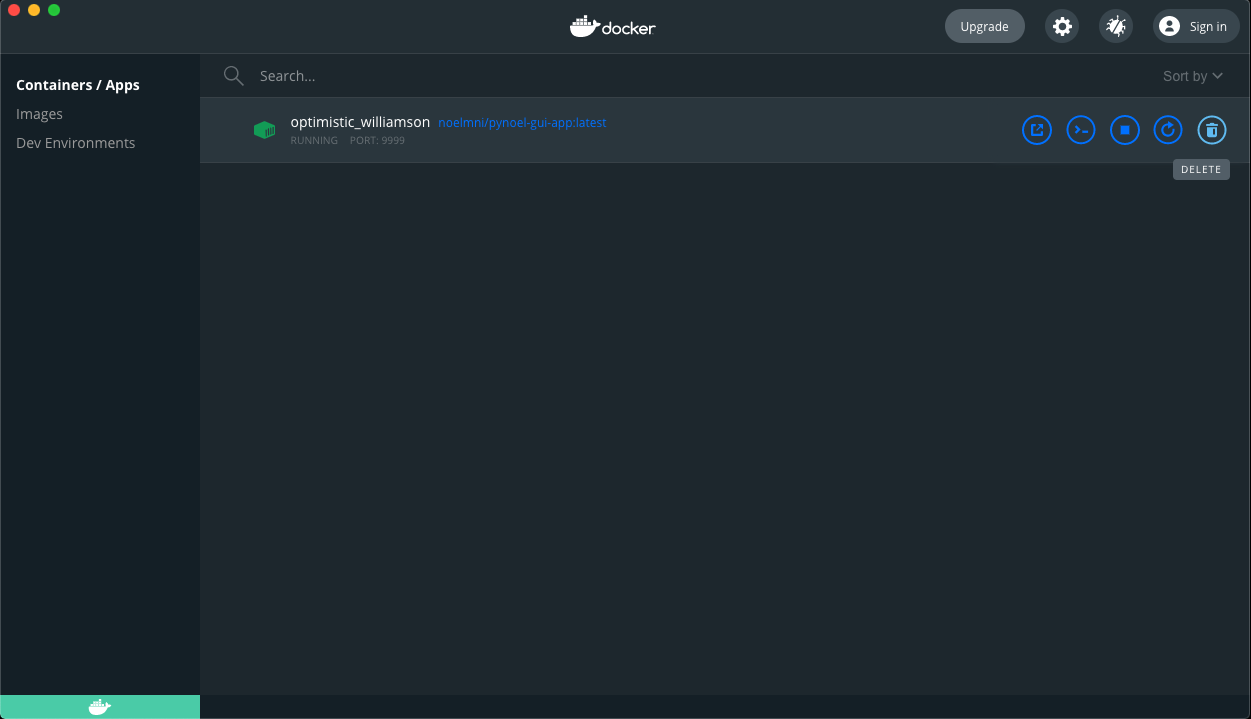 docker
Upgrade
Sign in
Containers / Apps
Images
Dev Environments
Search...
Sort by
optimistic_williamson noelmni/pynoel-gui-app:latest
RUNNING PORT: 9999
DELETE